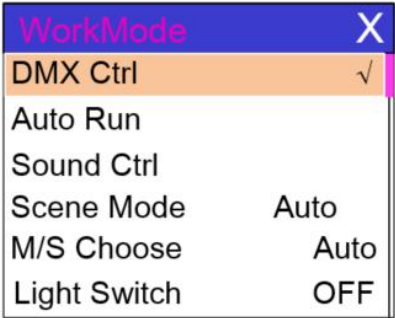 WorkMode X
DMX Ctrl √
Auto Run
Sound Ctrl
Scene Mode Auto
M/S Choose Auto
Light Switch OFF